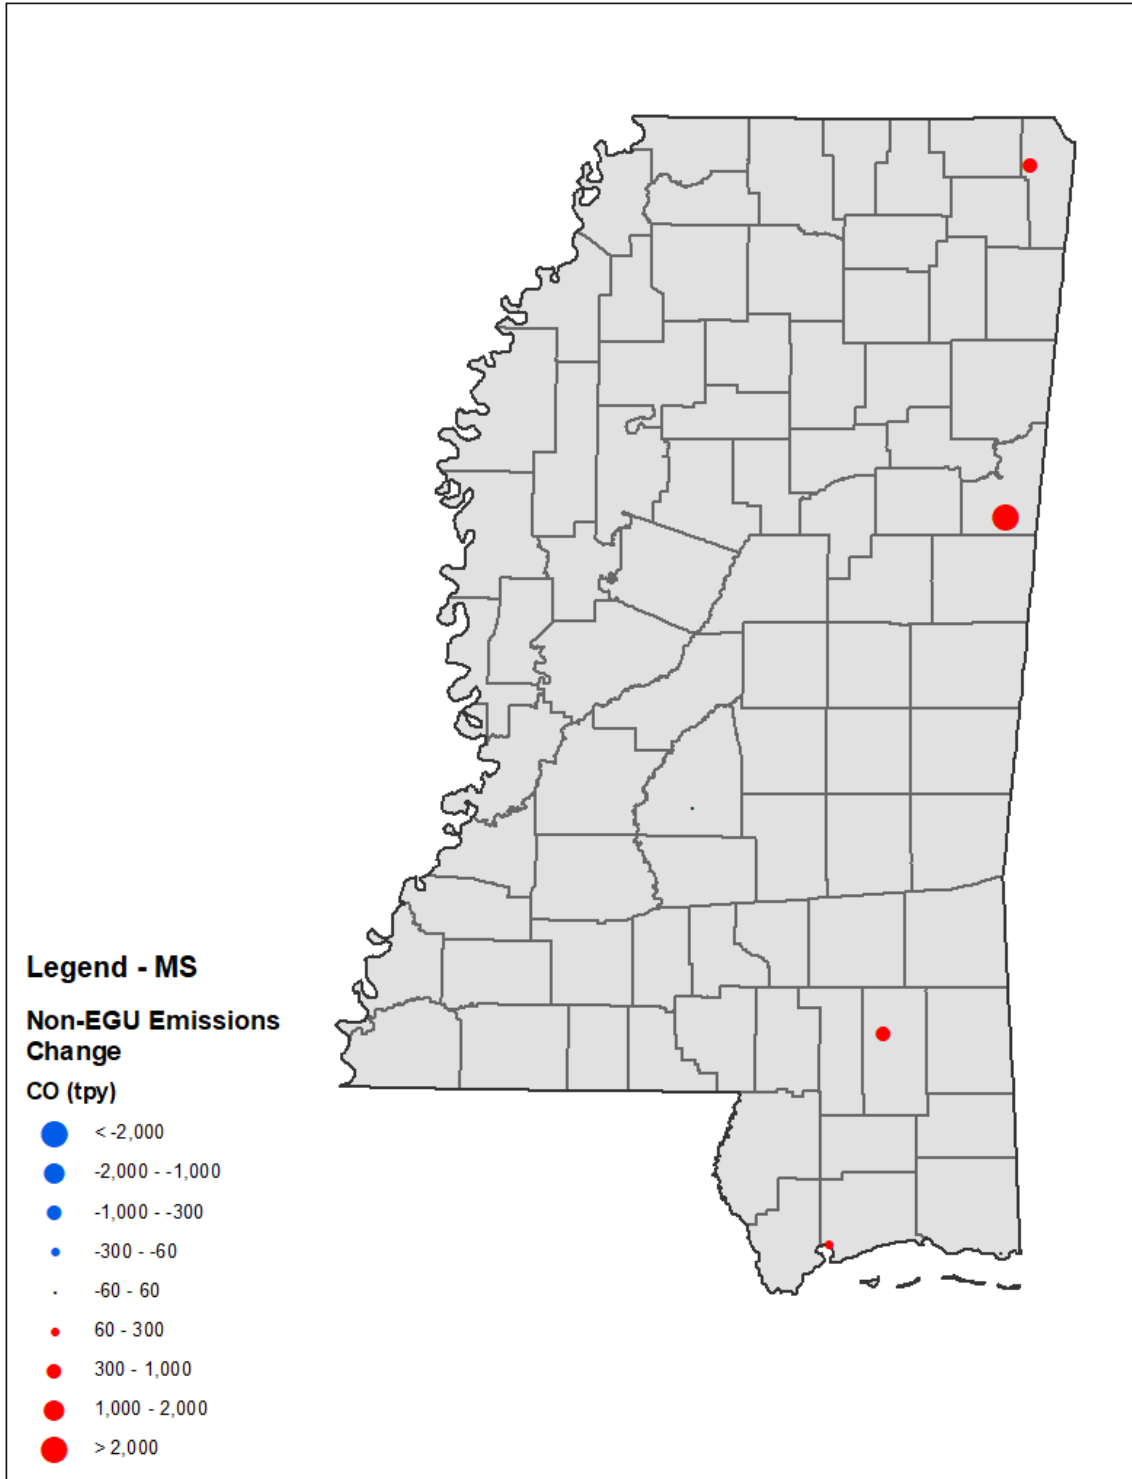 Legend - MS
Non-EGU Emissions
Change
CO (tpy)
< -2,000
-2,000 - -1,000
-1,000 - -300
-300 - -60
-60 - 60
60 - 300
300 - 1,000
1,000 - 2,000
> 2,000